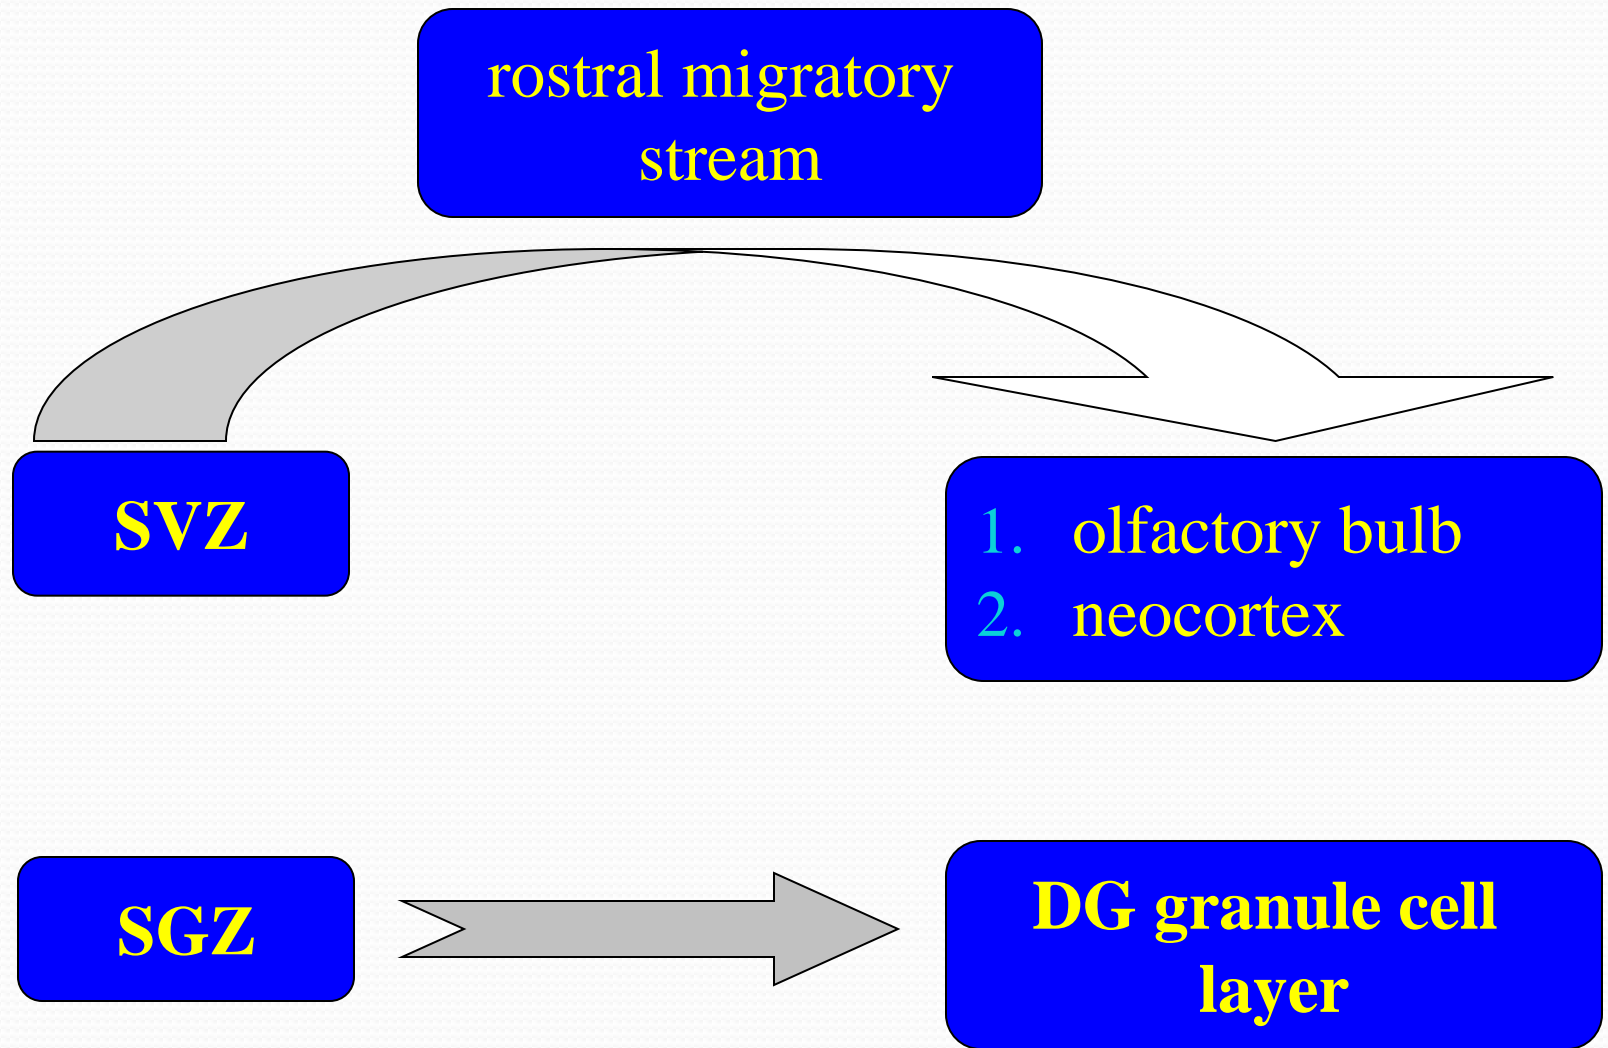 rostral migratory
stream
SVZ
1. olfactory bulb
2. neocortex
SGZ
DG granule cell
layer